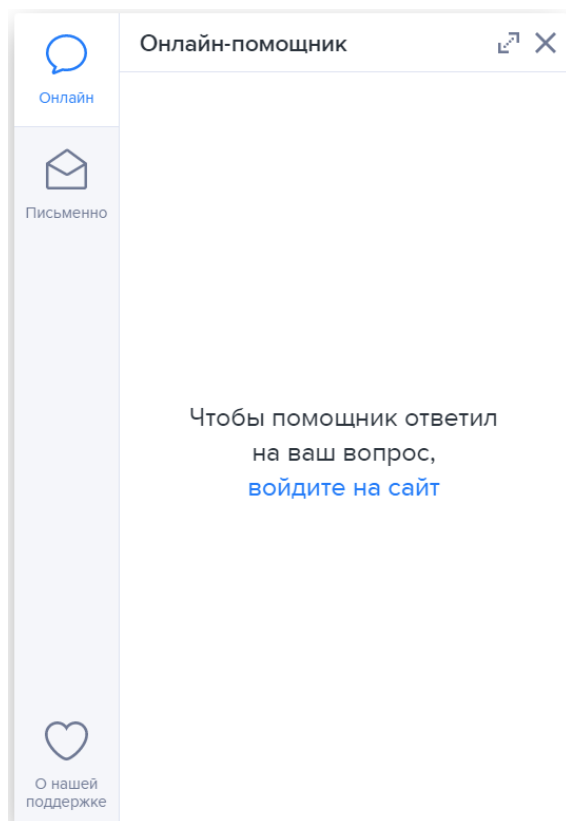 Онлайн-помощник
Онлайн
Письменно
Чтобы помощник ответил
на ваш вопрос,
войдите на сайт
О нашей
поддержке